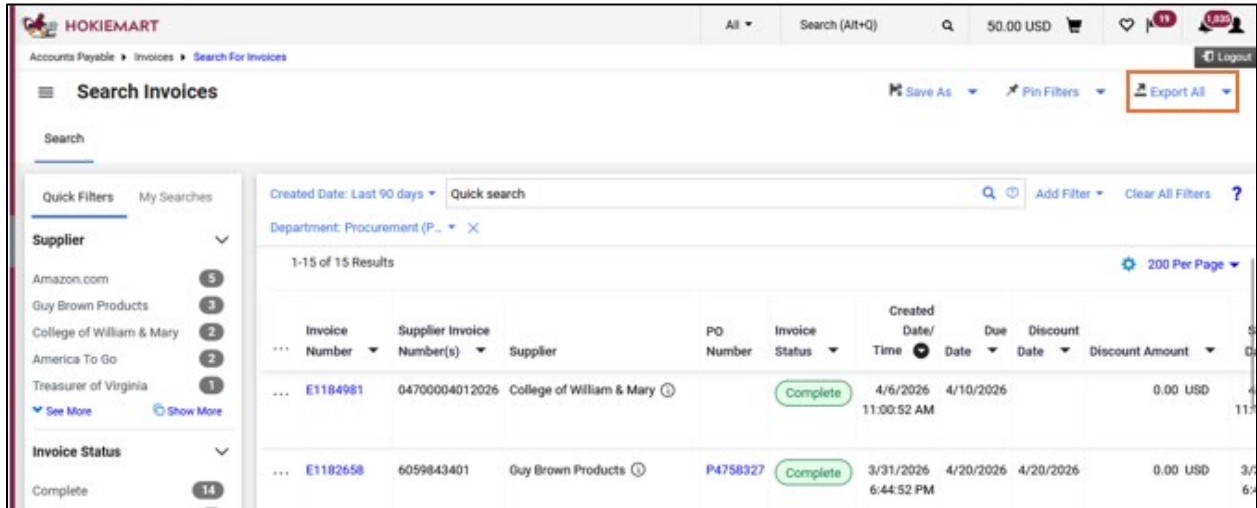 HOKIEMART All Search (Alt+Q) 50.00 USD 19 1,035
Accounts Payable Invoices Search For Invoices Logout
Search Invoices Save As Pin Filters Export All
Search
Quick Filters My Searches
Created Date: Last 90 days Quick search Add Filter Clear All Filters ?
Department: Procurement (P...
Supplier
1-15 of 15 Results 200 Per Page
Amazon.com 5
Guy Brown Products 3
College of William & Mary 2
America To Go 2
Treasurer of Virginia 1
See More Show More
Invoice Status
Complete 14
Invoice Number Supplier Invoice Number(s) Supplier PO Number Invoice Status Created Date/ Time Due Date Discount Date Discount Amount
... E1184981 04700004012026 College of William & Mary Complete 4/6/2026 4/10/2026 0.00 USD
11:00:52 AM
... E1182658 6059843401 Guy Brown Products P4758327 Complete 3/31/2026 4/20/2026 4/20/2026 0.00 USD
6:44:52 PM